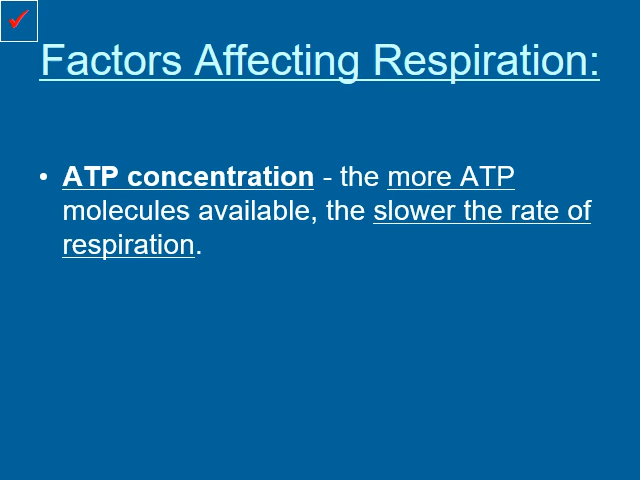 Factors Affecting Respiration:
• ATP concentration - the more ATP
molecules available, the slower the rate of
respiration.